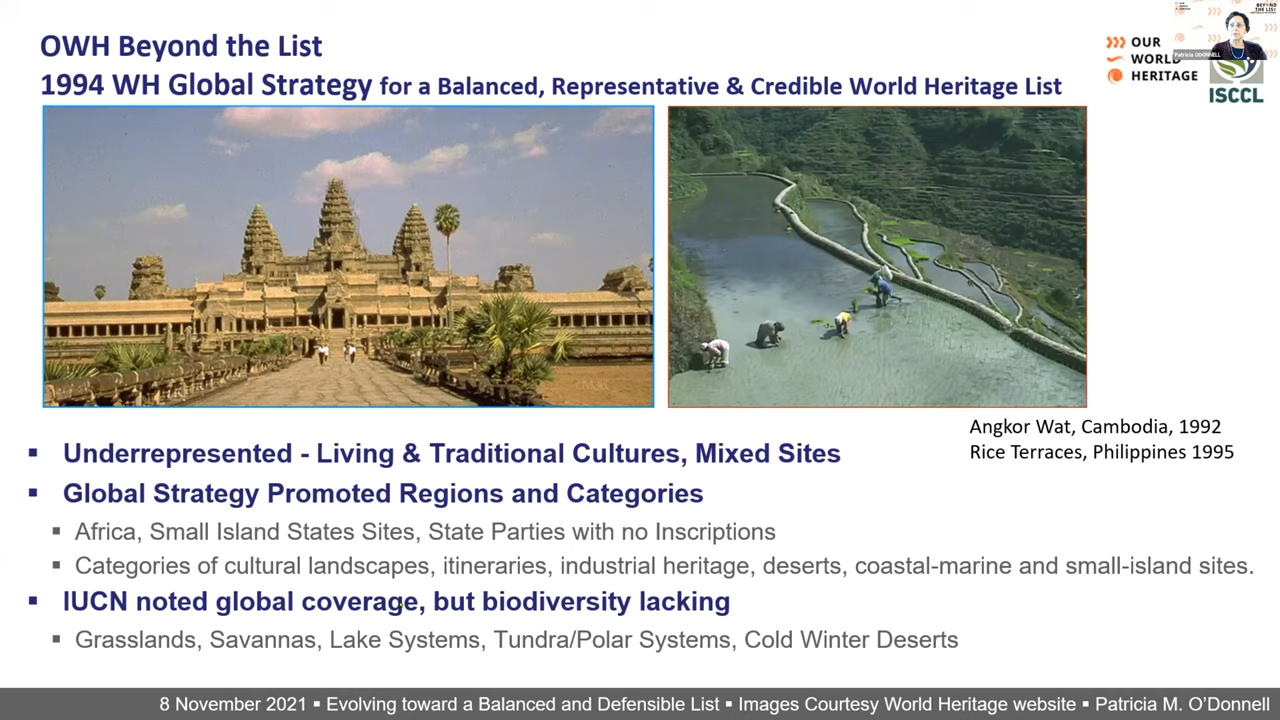 OWH Beyond the List
1994 WH Global Strategy for a Balanced, Representative & Credible World Heritage List
OUR
WORLD
HERITAGE
ISCCL
Patricia ODONNELL
Angkor Wat, Cambodia, 1992
Rice Terraces, Philippines 1995
▪ Underrepresented - Living & Traditional Cultures, Mixed Sites
▪ Global Strategy Promoted Regions and Categories
▪ Africa, Small Island States Sites, State Parties with no Inscriptions
▪ Categories of cultural landscapes, itineraries, industrial heritage, deserts, coastal-marine and small-island sites.
▪ IUCN noted global coverage, but biodiversity lacking
▪ Grasslands, Savannas, Lake Systems, Tundra/Polar Systems, Cold Winter Deserts
8 November 2021 ▪ Evolving toward a Balanced and Defensible List ▪ Images Courtesy World Heritage website ▪ Patricia M. O’Donnell